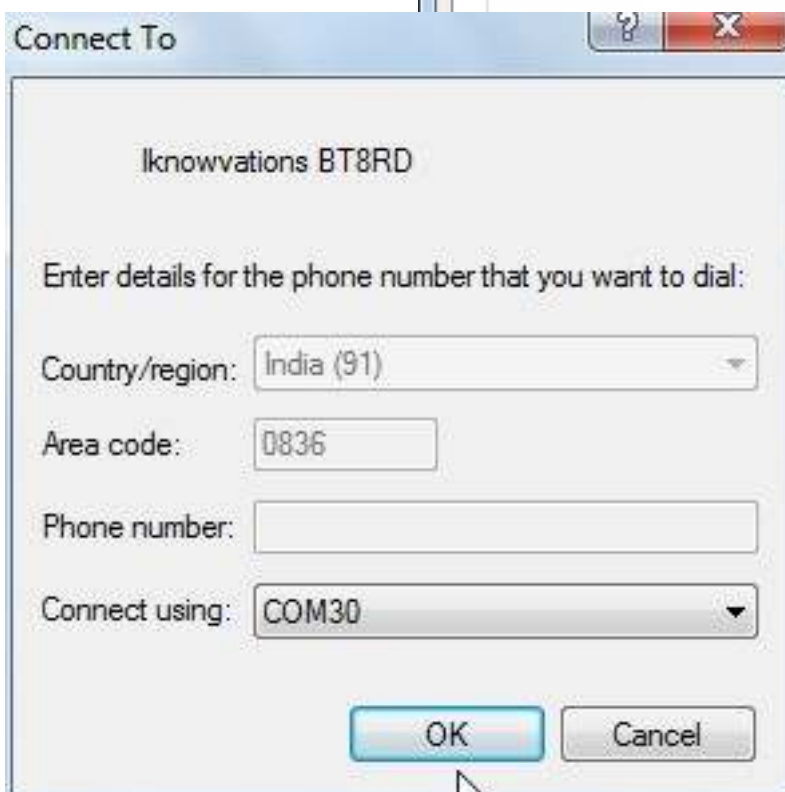 Connect To
Iknowvations BT8RD
Enter details for the phone number that you want to dial:
Country/region: India (91)
Area code: 0836
Phone number:
Connect using: COM30
OK Cancel